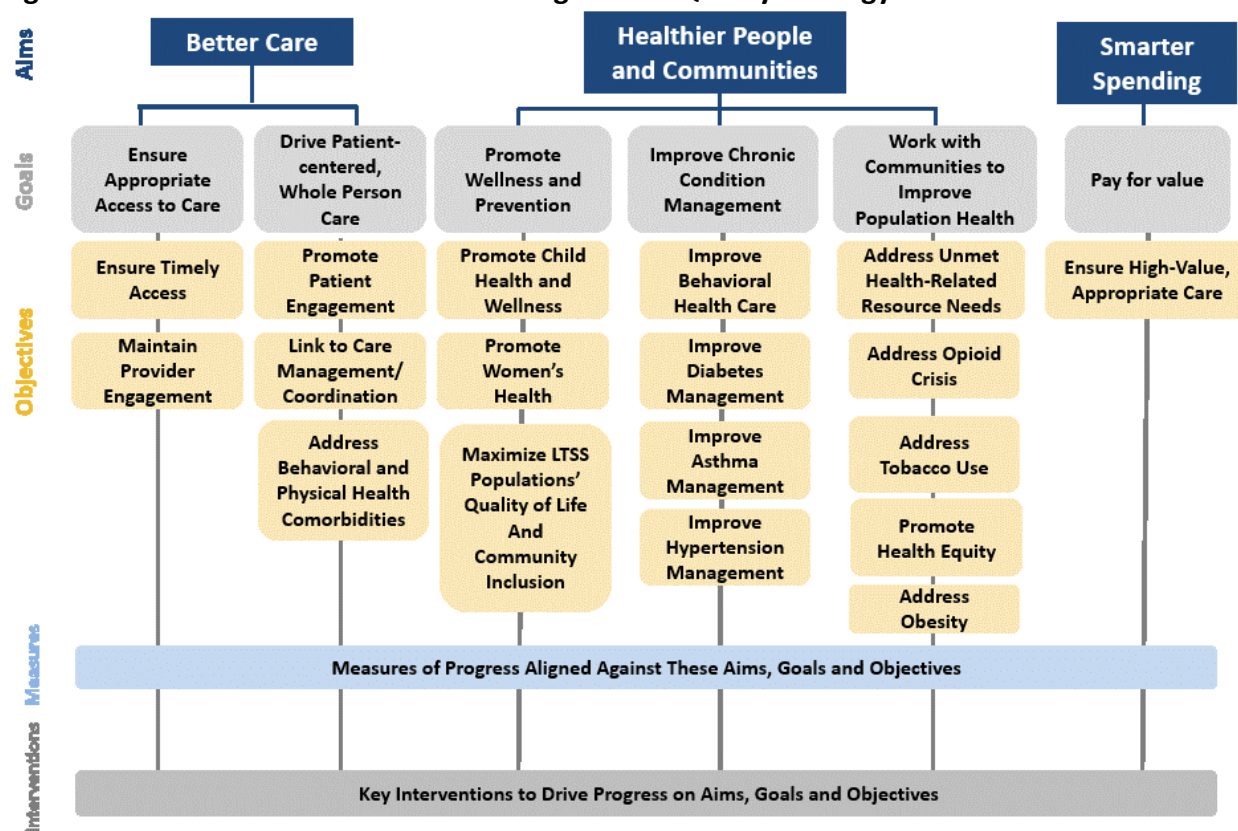 Aims
Better Care
Healthier People
and Communities
Smarter
Spending
Goals
Ensure
Appropriate
Access to Care
Drive Patient-
centered,
Whole Person
Care
Promote
Wellness and
Prevention
Improve Chronic
Condition
Management
Work with
Communities to
Improve
Population Health
Pay for value
Objectives
Ensure Timely
Access
Maintain
Provider
Engagement
Promote
Patient
Engagement
Link to Care
Management/
Coordination
Address
Behavioral and
Physical Health
Comorbidities
Promote Child
Health and
Wellness
Promote
Women's
Health
Maximize LTSS
Populations'
Quality of Life
And
Community
Inclusion
Improve
Behavioral
Health Care
Improve
Diabetes
Management
Improve
Asthma
Management
Improve
Hypertension
Management
Address Unmet
Health-Related
Resource Needs
Address Opioid
Crisis
Address
Tobacco Use
Promote
Health Equity
Address
Obesity
Ensure High-Value,
Appropriate Care
Measures
Measures of Progress Aligned Against These Aims, Goals and Objectives
Interventions
Key Interventions to Drive Progress on Aims, Goals and Objectives